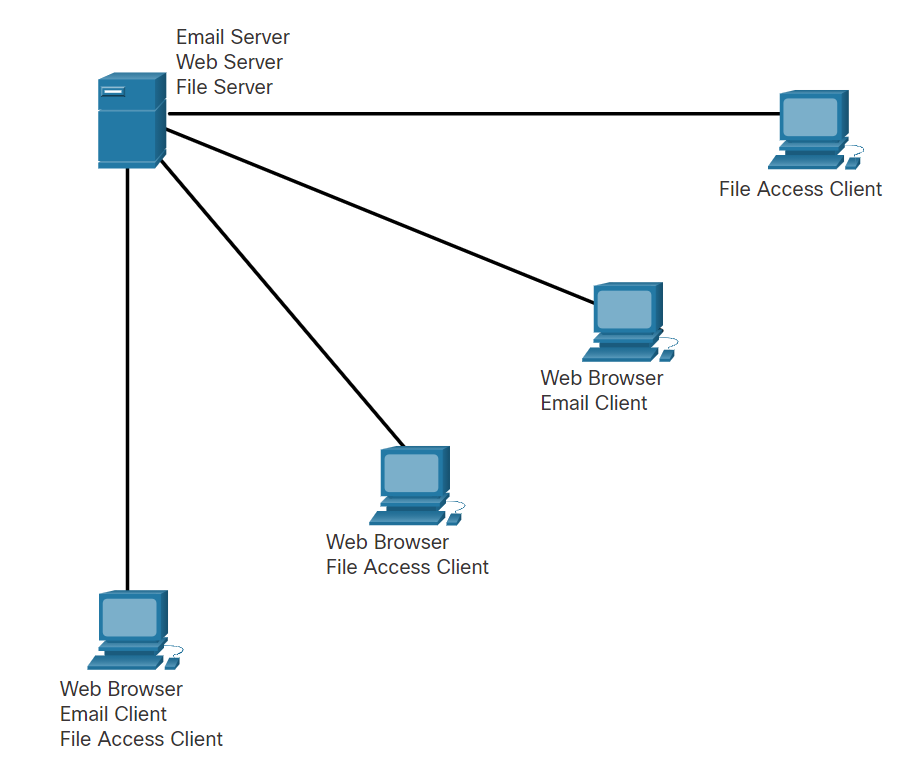 Email Server
Web Server
File Server
File Access Client
Web Browser
Email Client
Web Browser
File Access Client
Web Browser
Email Client
File Access Client